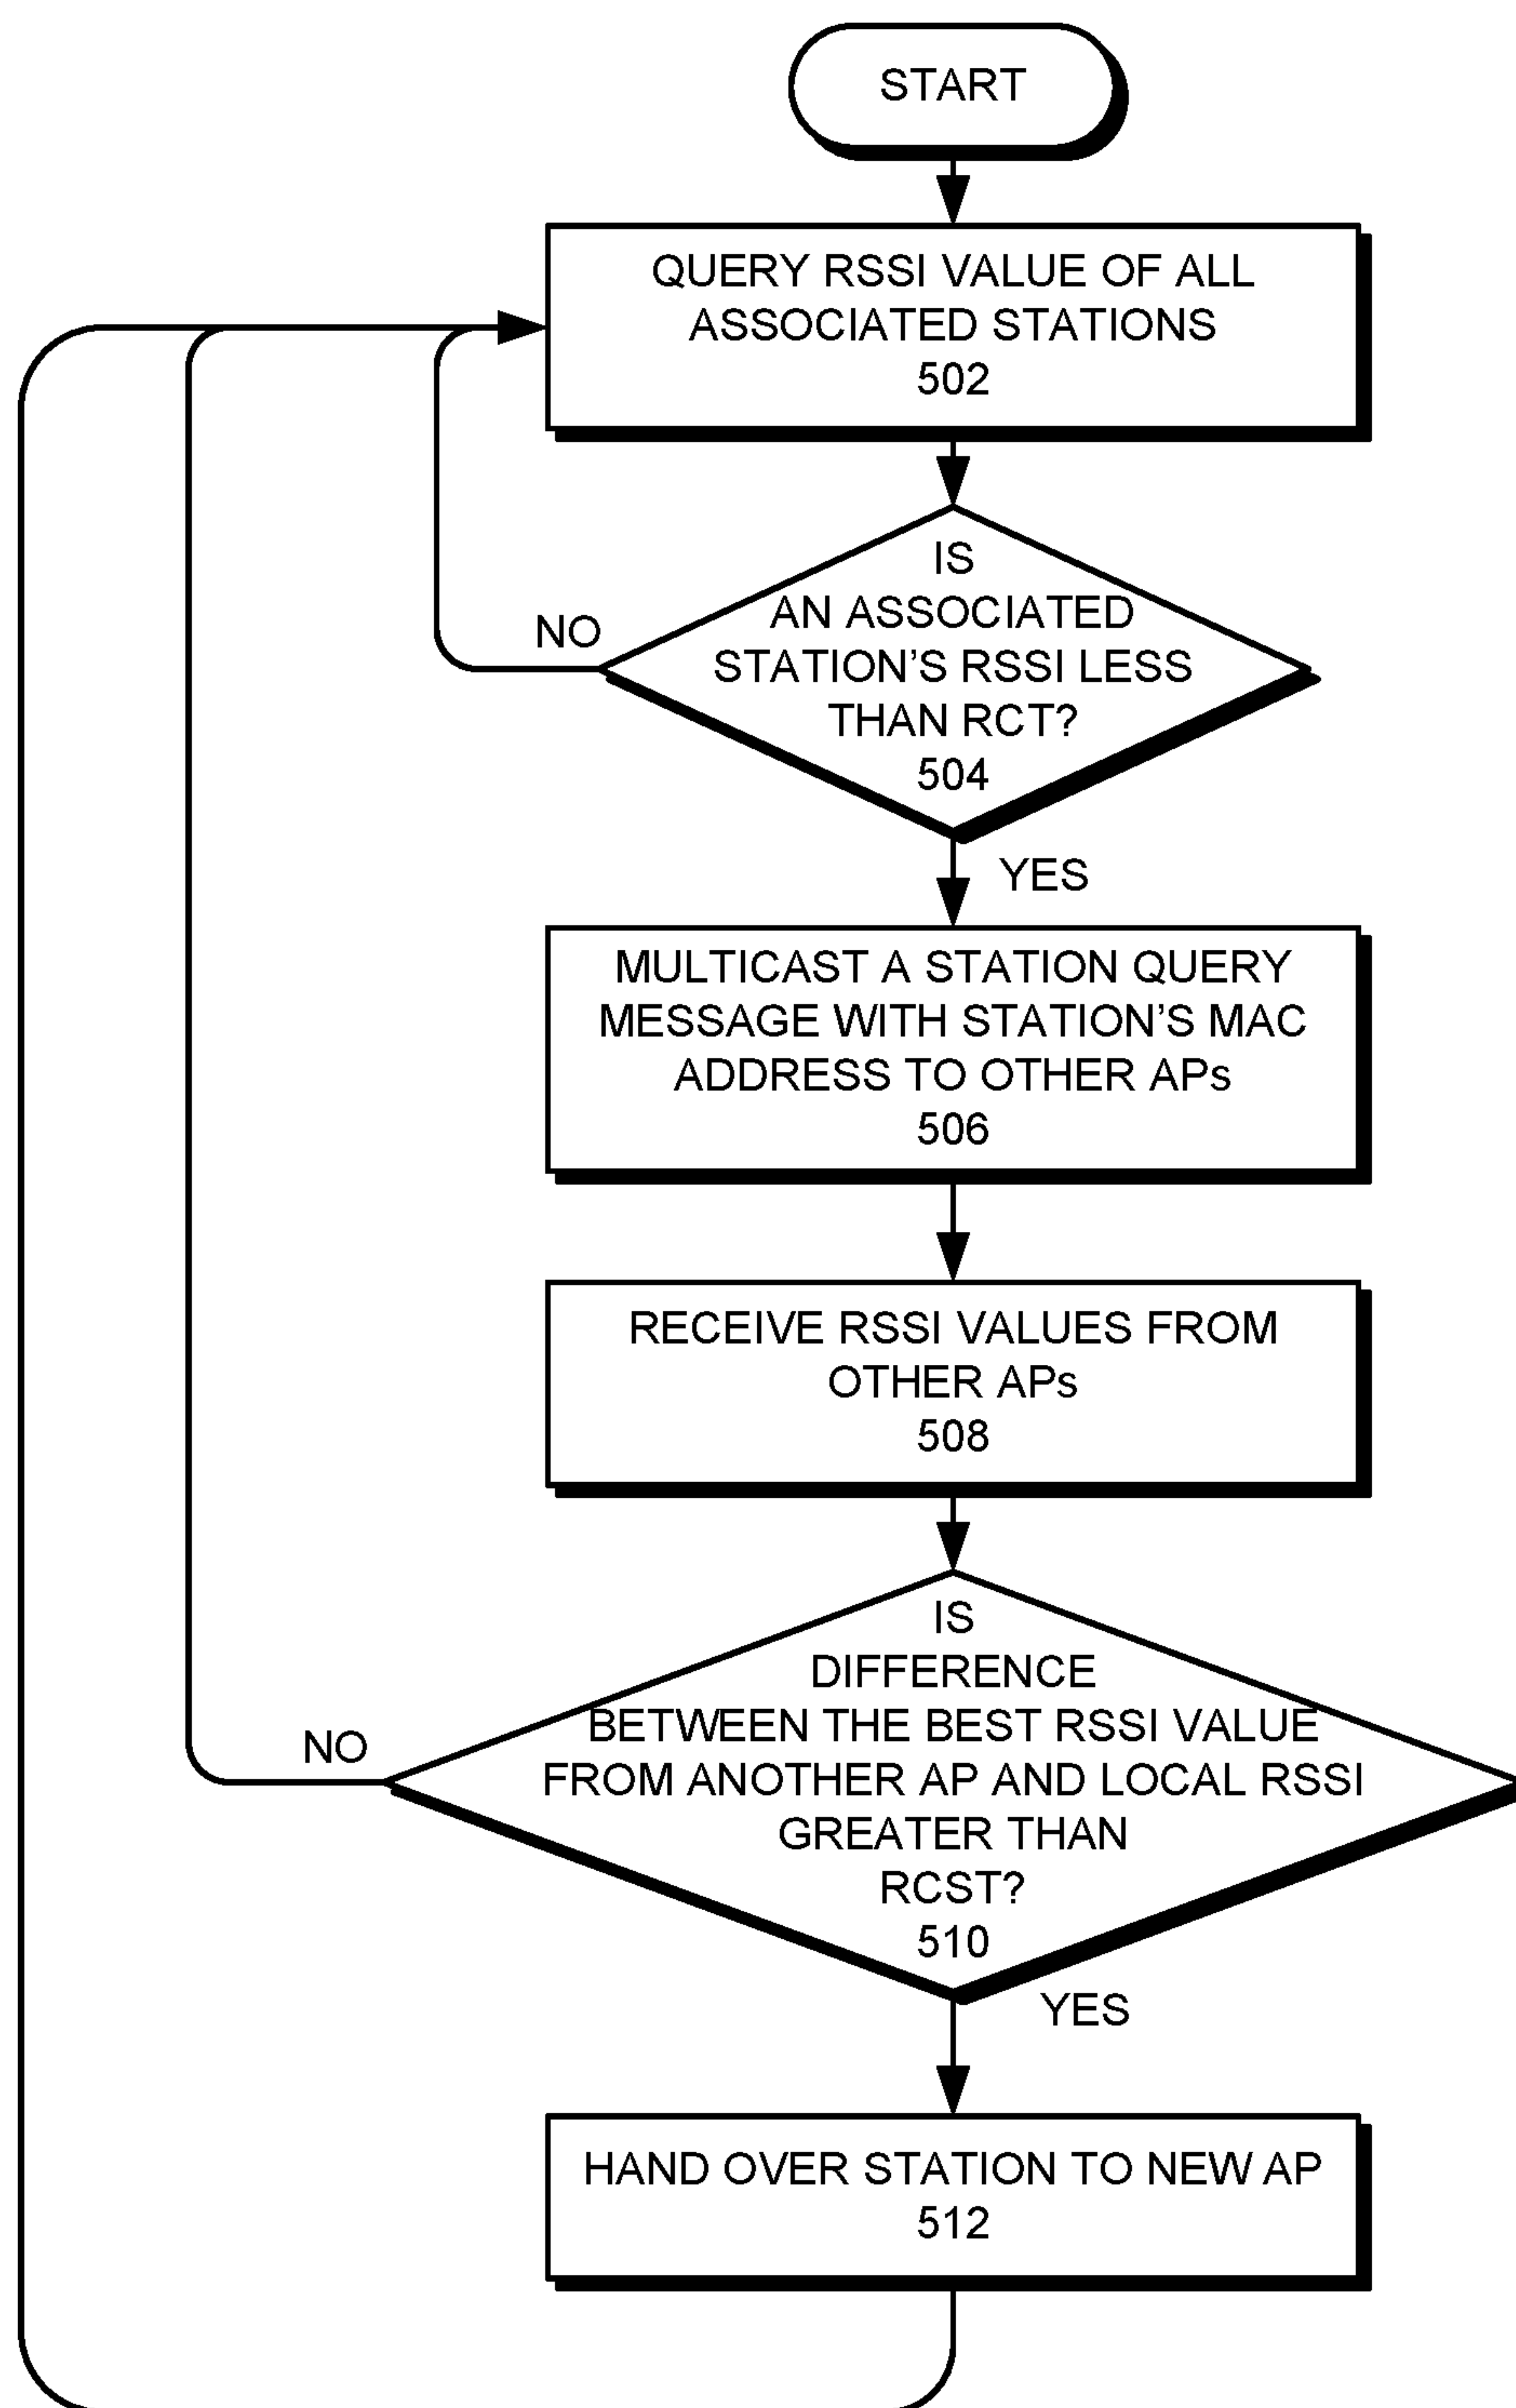 START
QUERY RSSI VALUE OF ALL
ASSOCIATED STATIONS
502
IS
AN ASSOCIATED
STATION'S RSSI LESS
THAN RCT?
504
NO
YES
MULTICAST A STATION QUERY
MESSAGE WITH STATION'S MAC
ADDRESS TO OTHER APs
506
RECEIVE RSSI VALUES FROM
OTHER APs
508
IS
DIFFERENCE
BETWEEN THE BEST RSSI VALUE
FROM ANOTHER AP AND LOCAL RSSI
GREATER THAN
RCST?
510
NO
YES
HAND OVER STATION TO NEW AP
512